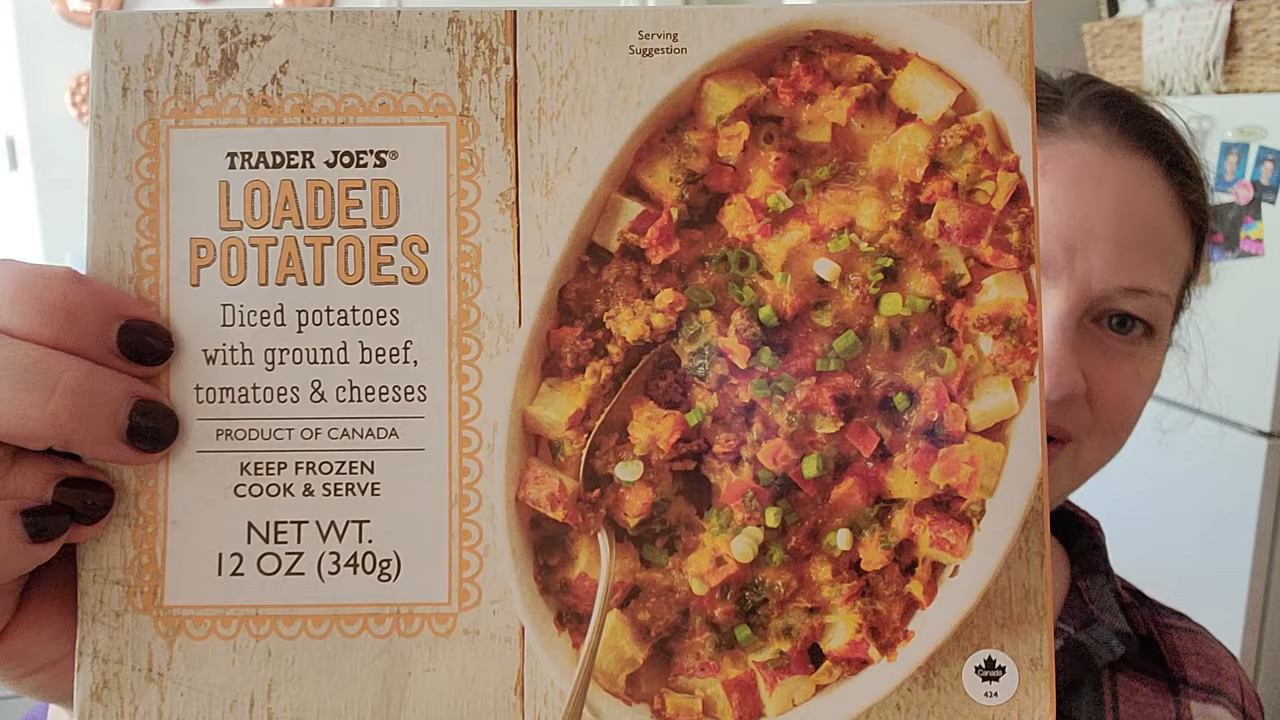 Serving
Suggestion
TRADER JOE'S®
LOADED
POTATOES
Diced potatoes
with ground beef,
tomatoes & cheeses
PRODUCT OF CANADA
KEEP FROZEN
COOK & SERVE
NET WT.
12 OZ (340g)
Canada
424